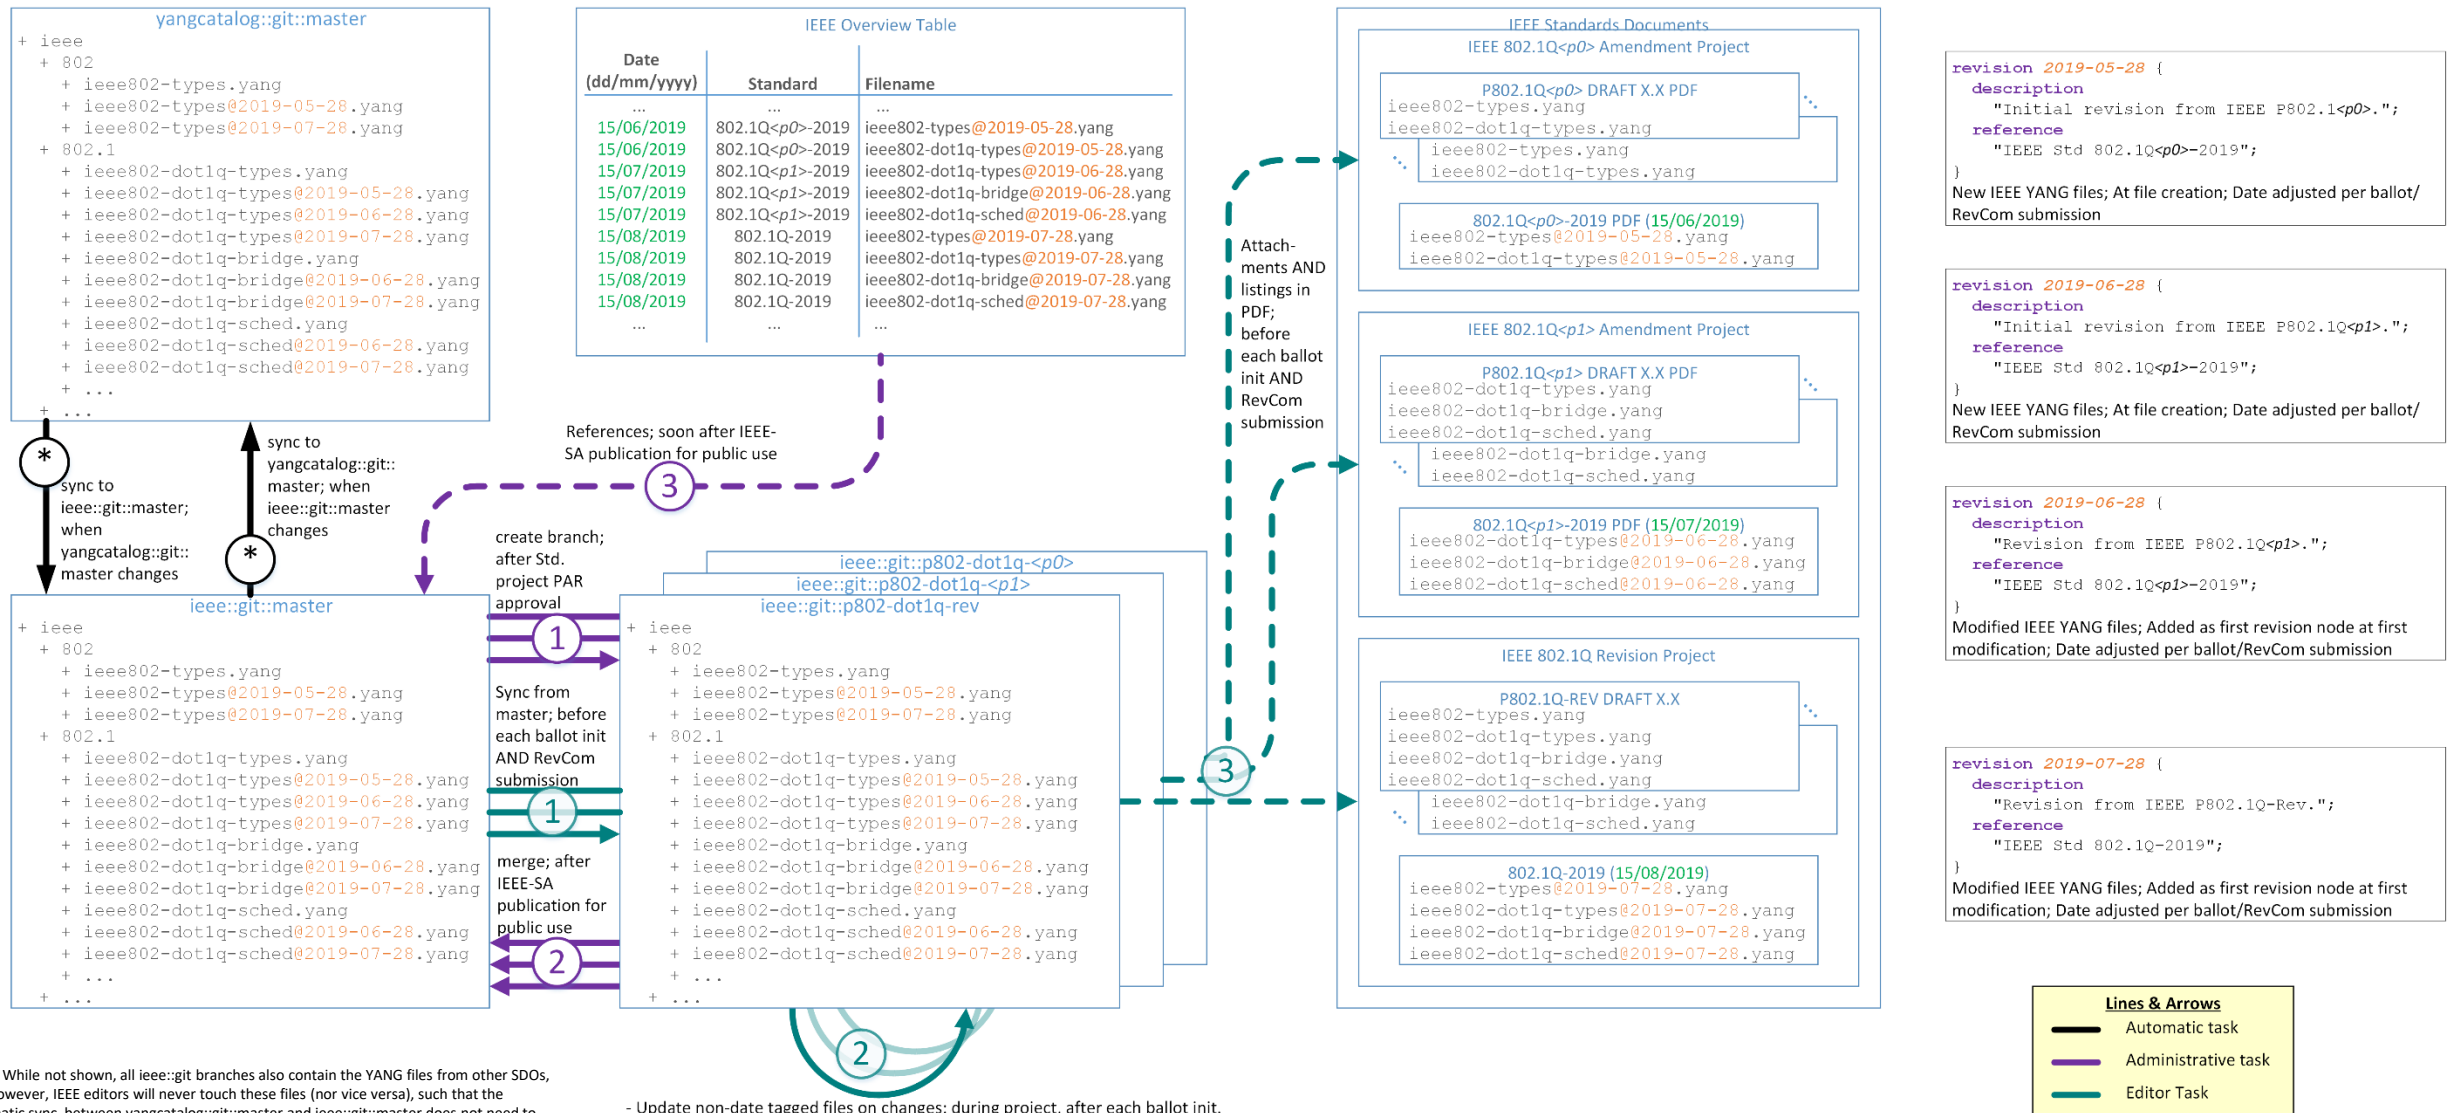 yangcatalog::git::master
+ ieee
+ 802
+ ieee802-types.yang
+ ieee802-types@2019-05-28.yang
+ ieee802-types@2019-07-28.yang
+ 802.1
+ ieee802-dot1q-types.yang
+ ieee802-dot1q-types@2019-05-28.yang
+ ieee802-dot1q-types@2019-06-28.yang
+ ieee802-dot1q-types@2019-07-28.yang
+ ieee802-dot1q-bridge.yang
+ ieee802-dot1q-bridge@2019-06-28.yang
+ ieee802-dot1q-bridge@2019-07-28.yang
+ ieee802-dot1q-sched.yang
+ ieee802-dot1q-sched@2019-06-28.yang
+ ieee802-dot1q-sched@2019-07-28.yang
+ ...
+ ...
IEEE Overview Table
Date
(dd/mm/yyyy) Standard Filename
... ... ...
15/06/2019 802.1Q<p0>-2019 ieee802-types@2019-05-28.yang
15/06/2019 802.1Q<p0>-2019 ieee802-dot1q-types@2019-05-28.yang
15/07/2019 802.1Q<p1>-2019 ieee802-dot1q-types@2019-06-28.yang
15/07/2019 802.1Q<p1>-2019 ieee802-dot1q-bridge@2019-06-28.yang
15/07/2019 802.1Q<p1>-2019 ieee802-dot1q-sched@2019-06-28.yang
15/08/2019 802.1Q-2019 ieee802-types@2019-07-28.yang
15/08/2019 802.1Q-2019 ieee802-dot1q-types@2019-07-28.yang
15/08/2019 802.1Q-2019 ieee802-dot1q-bridge@2019-07-28.yang
15/08/2019 802.1Q-2019 ieee802-dot1q-sched@2019-07-28.yang
... ... ...
*
sync to
ieee::git::master;
when
yangcatalog::git::
master changes
sync to
yangcatalog::git::
master; when
ieee::git::master
changes
*
References; soon after IEEE-
SA publication for public use
3
ieee::git::master
+ ieee
+ 802
+ ieee802-types.yang
+ ieee802-types@2019-05-28.yang
+ ieee802-types@2019-07-28.yang
+ 802.1
+ ieee802-dot1q-types.yang
+ ieee802-dot1q-types@2019-05-28.yang
+ ieee802-dot1q-types@2019-06-28.yang
+ ieee802-dot1q-types@2019-07-28.yang
+ ieee802-dot1q-bridge.yang
+ ieee802-dot1q-bridge@2019-06-28.yang
+ ieee802-dot1q-bridge@2019-07-28.yang
+ ieee802-dot1q-sched.yang
+ ieee802-dot1q-sched@2019-06-28.yang
+ ieee802-dot1q-sched@2019-07-28.yang
+ ...
+ ...
create branch;
after Std.
project PAR
approval
1
Sync from
master; before
each ballot init
AND RevCom
submission
1
merge; after
IEEE-SA
publication for
public use
2
ieee::git::p802-dot1q-<p0>
ieee::git::p802-dot1q-<p1>
ieee::git::p802-dot1q-rev
+ ieee
+ 802
+ ieee802-types.yang
+ ieee802-types@2019-05-28.yang
+ ieee802-types@2019-07-28.yang
+ 802.1
+ ieee802-dot1q-types.yang
+ ieee802-dot1q-types@2019-05-28.yang
+ ieee802-dot1q-types@2019-06-28.yang
+ ieee802-dot1q-types@2019-07-28.yang
+ ieee802-dot1q-bridge.yang
+ ieee802-dot1q-bridge@2019-06-28.yang
+ ieee802-dot1q-bridge@2019-07-28.yang
+ ieee802-dot1q-sched.yang
+ ieee802-dot1q-sched@2019-06-28.yang
+ ieee802-dot1q-sched@2019-07-28.yang
+ ...
+ ...
2
Attach-
ments AND
listings in
PDF;
before
each ballot
init AND
RevCom
submission
3
IEEE Standards Documents
IEEE 802.1Q<p0> Amendment Project
P802.1Q<p0> DRAFT X.X PDF
ieee802-types.yang
ieee802-dot1q-types.yang
ieee802-types.yang
ieee802-dot1q-types.yang
802.1Q<p0>-2019 PDF (15/06/2019)
ieee802-types@2019-05-28.yang
ieee802-dot1q-types@2019-05-28.yang
IEEE 802.1Q<p1> Amendment Project
P802.1Q<p1> DRAFT X.X PDF
ieee802-dot1q-types.yang
ieee802-dot1q-bridge.yang
ieee802-dot1q-sched.yang
ieee802-dot1q-bridge.yang
ieee802-dot1q-sched.yang
802.1Q<p1>-2019 PDF (15/07/2019)
ieee802-dot1q-types@2019-06-28.yang
ieee802-dot1q-bridge@2019-06-28.yang
ieee802-dot1q-sched@2019-06-28.yang
IEEE 802.1Q Revision Project
P802.1Q-REV DRAFT X.X
ieee802-types.yang
ieee802-dot1q-types.yang
ieee802-dot1q-bridge.yang
ieee802-dot1q-sched.yang
ieee802-dot1q-bridge.yang
ieee802-dot1q-sched.yang
802.1Q-2019 (15/08/2019)
ieee802-types@2019-07-28.yang
ieee802-dot1q-types@2019-07-28.yang
ieee802-dot1q-bridge@2019-07-28.yang
ieee802-dot1q-sched@2019-07-28.yang
revision 2019-05-28 {
description
"Initial revision from IEEE P802.1<p0>.";
reference
"IEEE Std 802.1Q<p0>-2019";
}
New IEEE YANG files; At file creation; Date adjusted per ballot/
RevCom submission
revision 2019-06-28 {
description
"Initial revision from IEEE P802.1Q<p1>.";
reference
"IEEE Std 802.1Q<p1>-2019";
}
New IEEE YANG files; At file creation; Date adjusted per ballot/
RevCom submission
revision 2019-06-28 {
description
"Revision from IEEE P802.1Q<p1>.";
reference
"IEEE Std 802.1Q<p1>-2019";
}
Modified IEEE YANG files; Added as first revision node at first
modification; Date adjusted per ballot/RevCom submission
revision 2019-07-28 {
description
"Revision from IEEE P802.1Q-Rev.";
reference
"IEEE Std 802.1Q-2019";
}
Modified IEEE YANG files; Added as first revision node at first
modification; Date adjusted per ballot/RevCom submission
Lines & Arrows
Automatic task
Administrative task
Editor Task
While not shown, all ieee::git branches also contain the YANG files from other SDOs,
owever, IEEE editors will never touch these files (nor vice versa), such that the
atic sync. between yangcatalog::git::master and ieee::git::master does not need to
- Update non-date tagged files on changes; during project, after each ballot init.